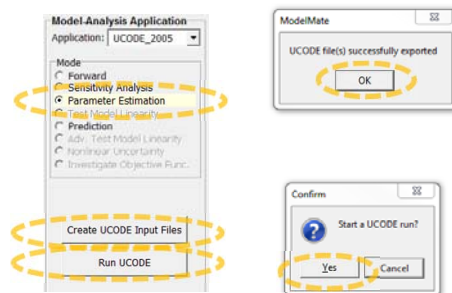 Model-Analysis Application
Application: UCODE_2005
Mode
Forward
Sensitivity Analysis
Parameter Estimation
Test Model Linearity
Prediction
Adv. Test Model Linearity
Nonlinear Uncertainty
Investigate Objective Func.
Create UCODE Input Files
Run UCODE
ModelMate
UCODE file(s) successfully exported
OK
Confirm
Start a UCODE run?
Yes
Cancel